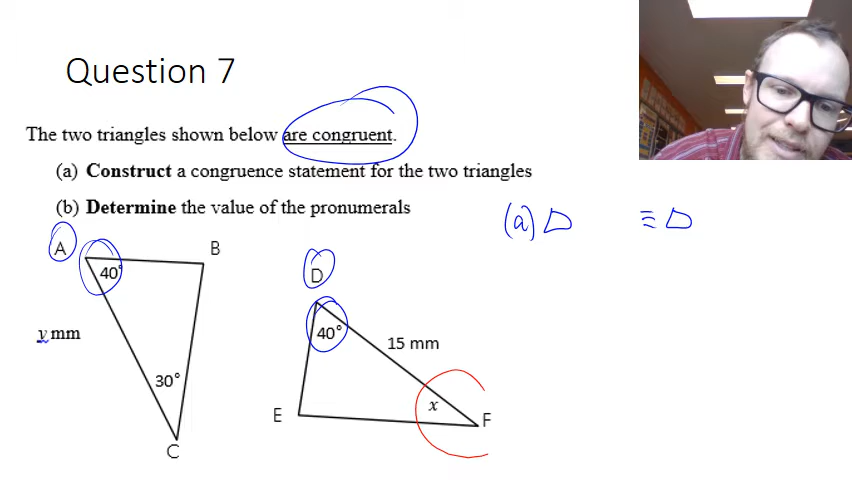 Question 7
The two triangles shown below are congruent.
(a) Construct a congruence statement for the two triangles
(b) Determine the value of the pronumerals
(a) Δ ≡ Δ
A
B
40°
D
40°
y mm
15 mm
30°
x
E
F
C